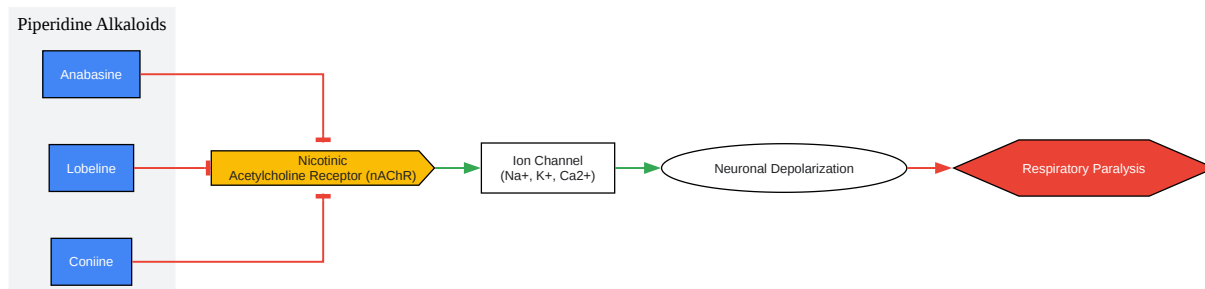 Piperidine Alkaloids
Anabasine
Lobeline
Coniine
Nicotinic
Acetylcholine Receptor (nAChR)
Ion Channel
(Na+, K+, Ca2+)
Neuronal Depolarization
Respiratory Paralysis